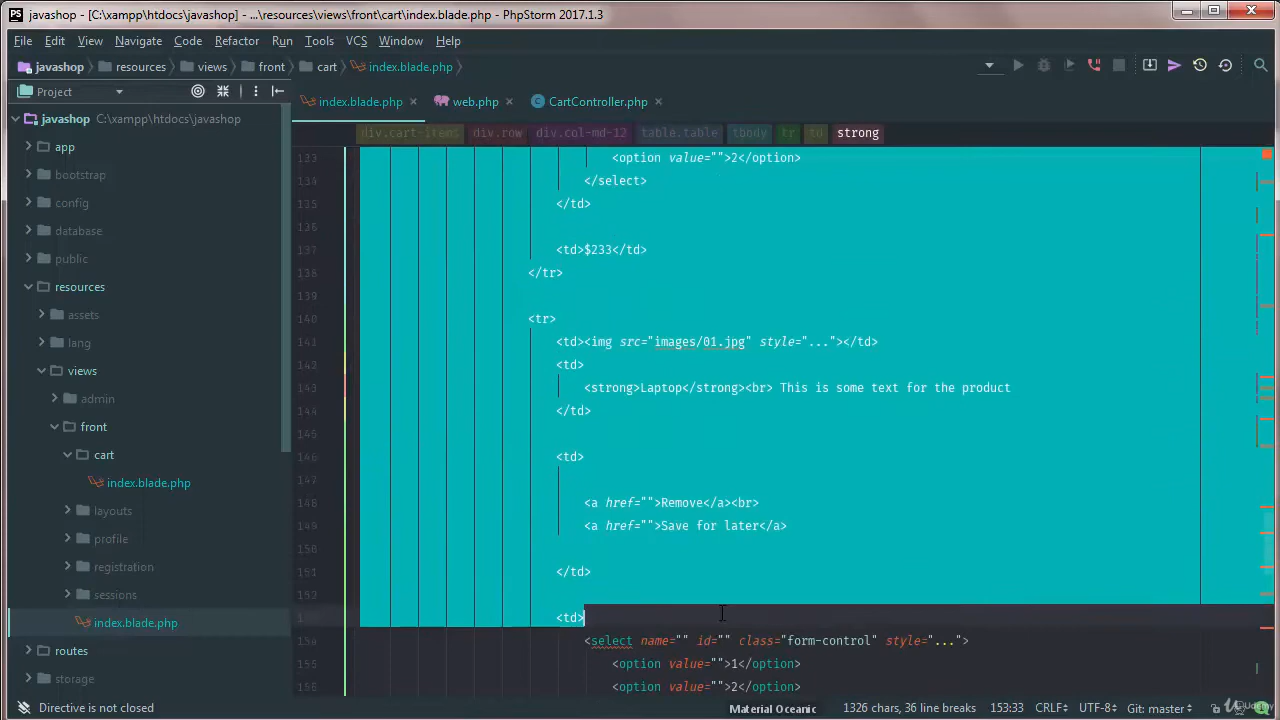 javashop - [C:\xampp\htdocs\javashop] - ...\resources\views\front\cart\index.blade.php - PhpStorm 2017.1.3
File Edit View Navigate Code Refactor Run Tools VCS Window Help
javashop resources views front cart index.blade.php
Project
index.blade.php web.php CartController.php
javashop C:\xampp\htdocs\javashop
div.cart-items div.row div.col-md-12 table.table tbody tr td strong
app
bootstrap
config
database
public
resources
assets
lang
views
admin
front
cart
index.blade.php
layouts
profile
registration
sessions
index.blade.php
routes
storage
133 <option value="">2</option>
134 </select>
135 </td>
136
137 <td>$233</td>
138 </tr>
139
140 <tr>
141 <td><img src="images/01.jpg" style="..."></td>
142 <td>
143 <strong>Laptop</strong><br> This is some text for the product
144 </td>
145
146 <td>
147
148 <a href="">Remove</a><br>
149 <a href="">Save for later</a>
150
151 </td>
152
<td>
154 <select name="" id="" class="form-control" style="...">
155 <option value="">1</option>
156 <option value="">2</option>
Directive is not closed
Material Oceanic
1326 chars, 36 line breaks 153:33 CRLF÷ UTF-8÷ Git: master÷